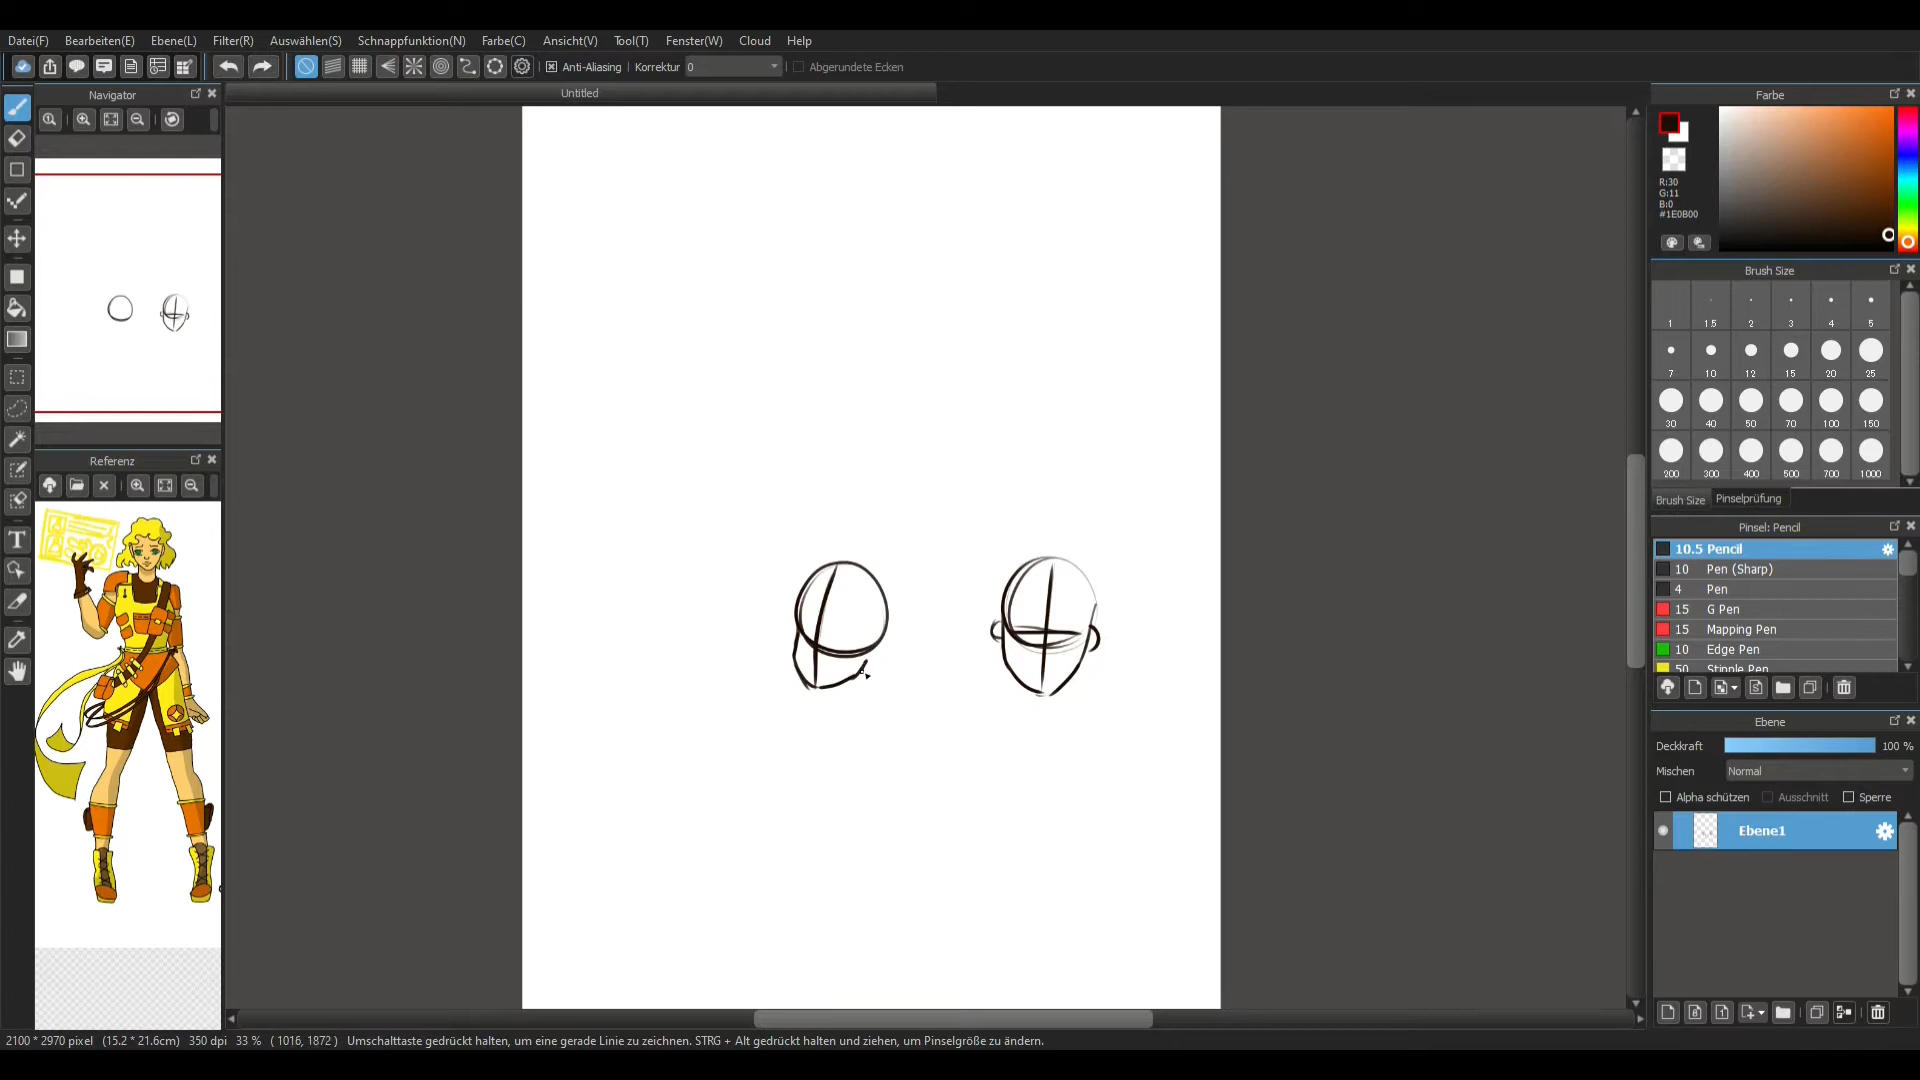 Datei(F) Bearbeiten(E) Ebene(L) Filter(R) Auswählen(S) Schnappfunktion(N) Farbe(C) Ansicht(V) Tool(T) Fenster(W) Cloud Help
Anti-Aliasing Korrektur 0 Abgerundete Ecken
Navigator
Untitled
Referenz
Farbe
R:30
G:11
B:0
#1E0B00
Brush Size
1 1.5 2 3 4 5
7 10 12 15 20 25
30 40 50 70 100 150
200 300 400 500 700 1000
Brush Size Pinselprüfung
Pinsel: Pencil
10.5 Pencil
10 Pen (Sharp)
4 Pen
15 G Pen
15 Mapping Pen
10 Edge Pen
50 Stipple Pen
Ebene
Deckkraft 100 %
Mischen Normal
Alpha schützen Ausschnitt Sperre
Ebene1
2100 * 2970 pixel (15.2 * 21.6cm) 350 dpi 33 % ( 1016, 1872 ) Umschalttaste gedrückt halten, um eine gerade Linie zu zeichnen. STRG + Alt gedrückt halten und ziehen, um Pinselgröße zu ändern.